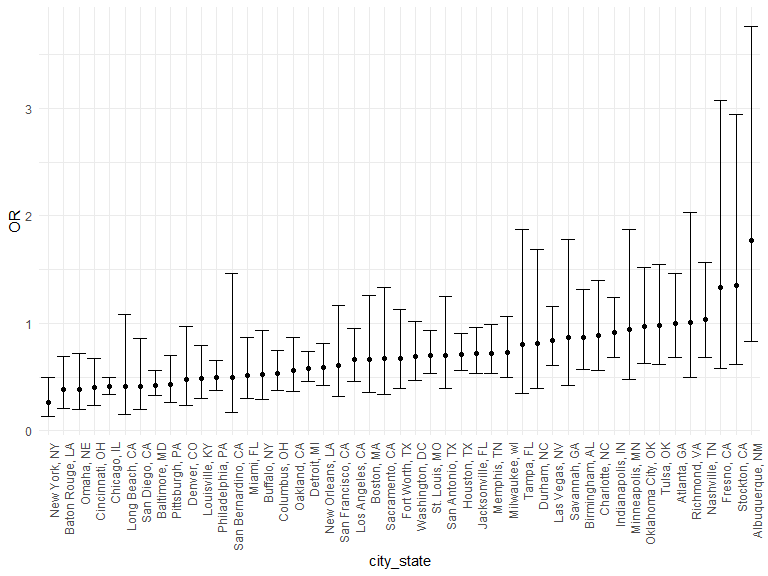 OR
3
2
1
0
New York, NY
Baton Rouge, LA
Omaha, NE
Cincinnati, OH
Chicago, IL
Long Beach, CA
San Diego, CA
Baltimore, MD
Pittsburgh, PA
Denver, CO
Louisville, KY
Philadelphia, PA
San Bernardino, CA
Miami, FL
Buffalo, NY
Columbus, OH
Oakland, CA
Detroit, MI
New Orleans, LA
San Francisco, CA
Los Angeles, CA
Boston, MA
Sacramento, CA
Fort Worth, TX
Washington, DC
St. Louis, MO
San Antonio, TX
Houston, TX
Jacksonville, FL
Memphis, TN
Milwaukee, wI
Tampa, FL
Durham, NC
Las Vegas, NV
Savannah, GA
Birmingham, AL
Charlotte, NC
Indianapolis, IN
Minneapolis, MN
Oklahoma City, OK
Tulsa, OK
Atlanta, GA
Richmond, VA
Nashville, TN
Fresno, CA
Stockton, CA
Albuquerque, NM
city_state